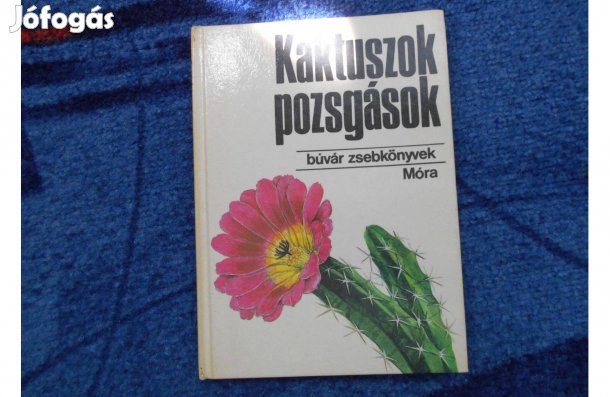 Jófogás
Kaktuszok
pozsgások
búvár zsebkönyvek
Móra